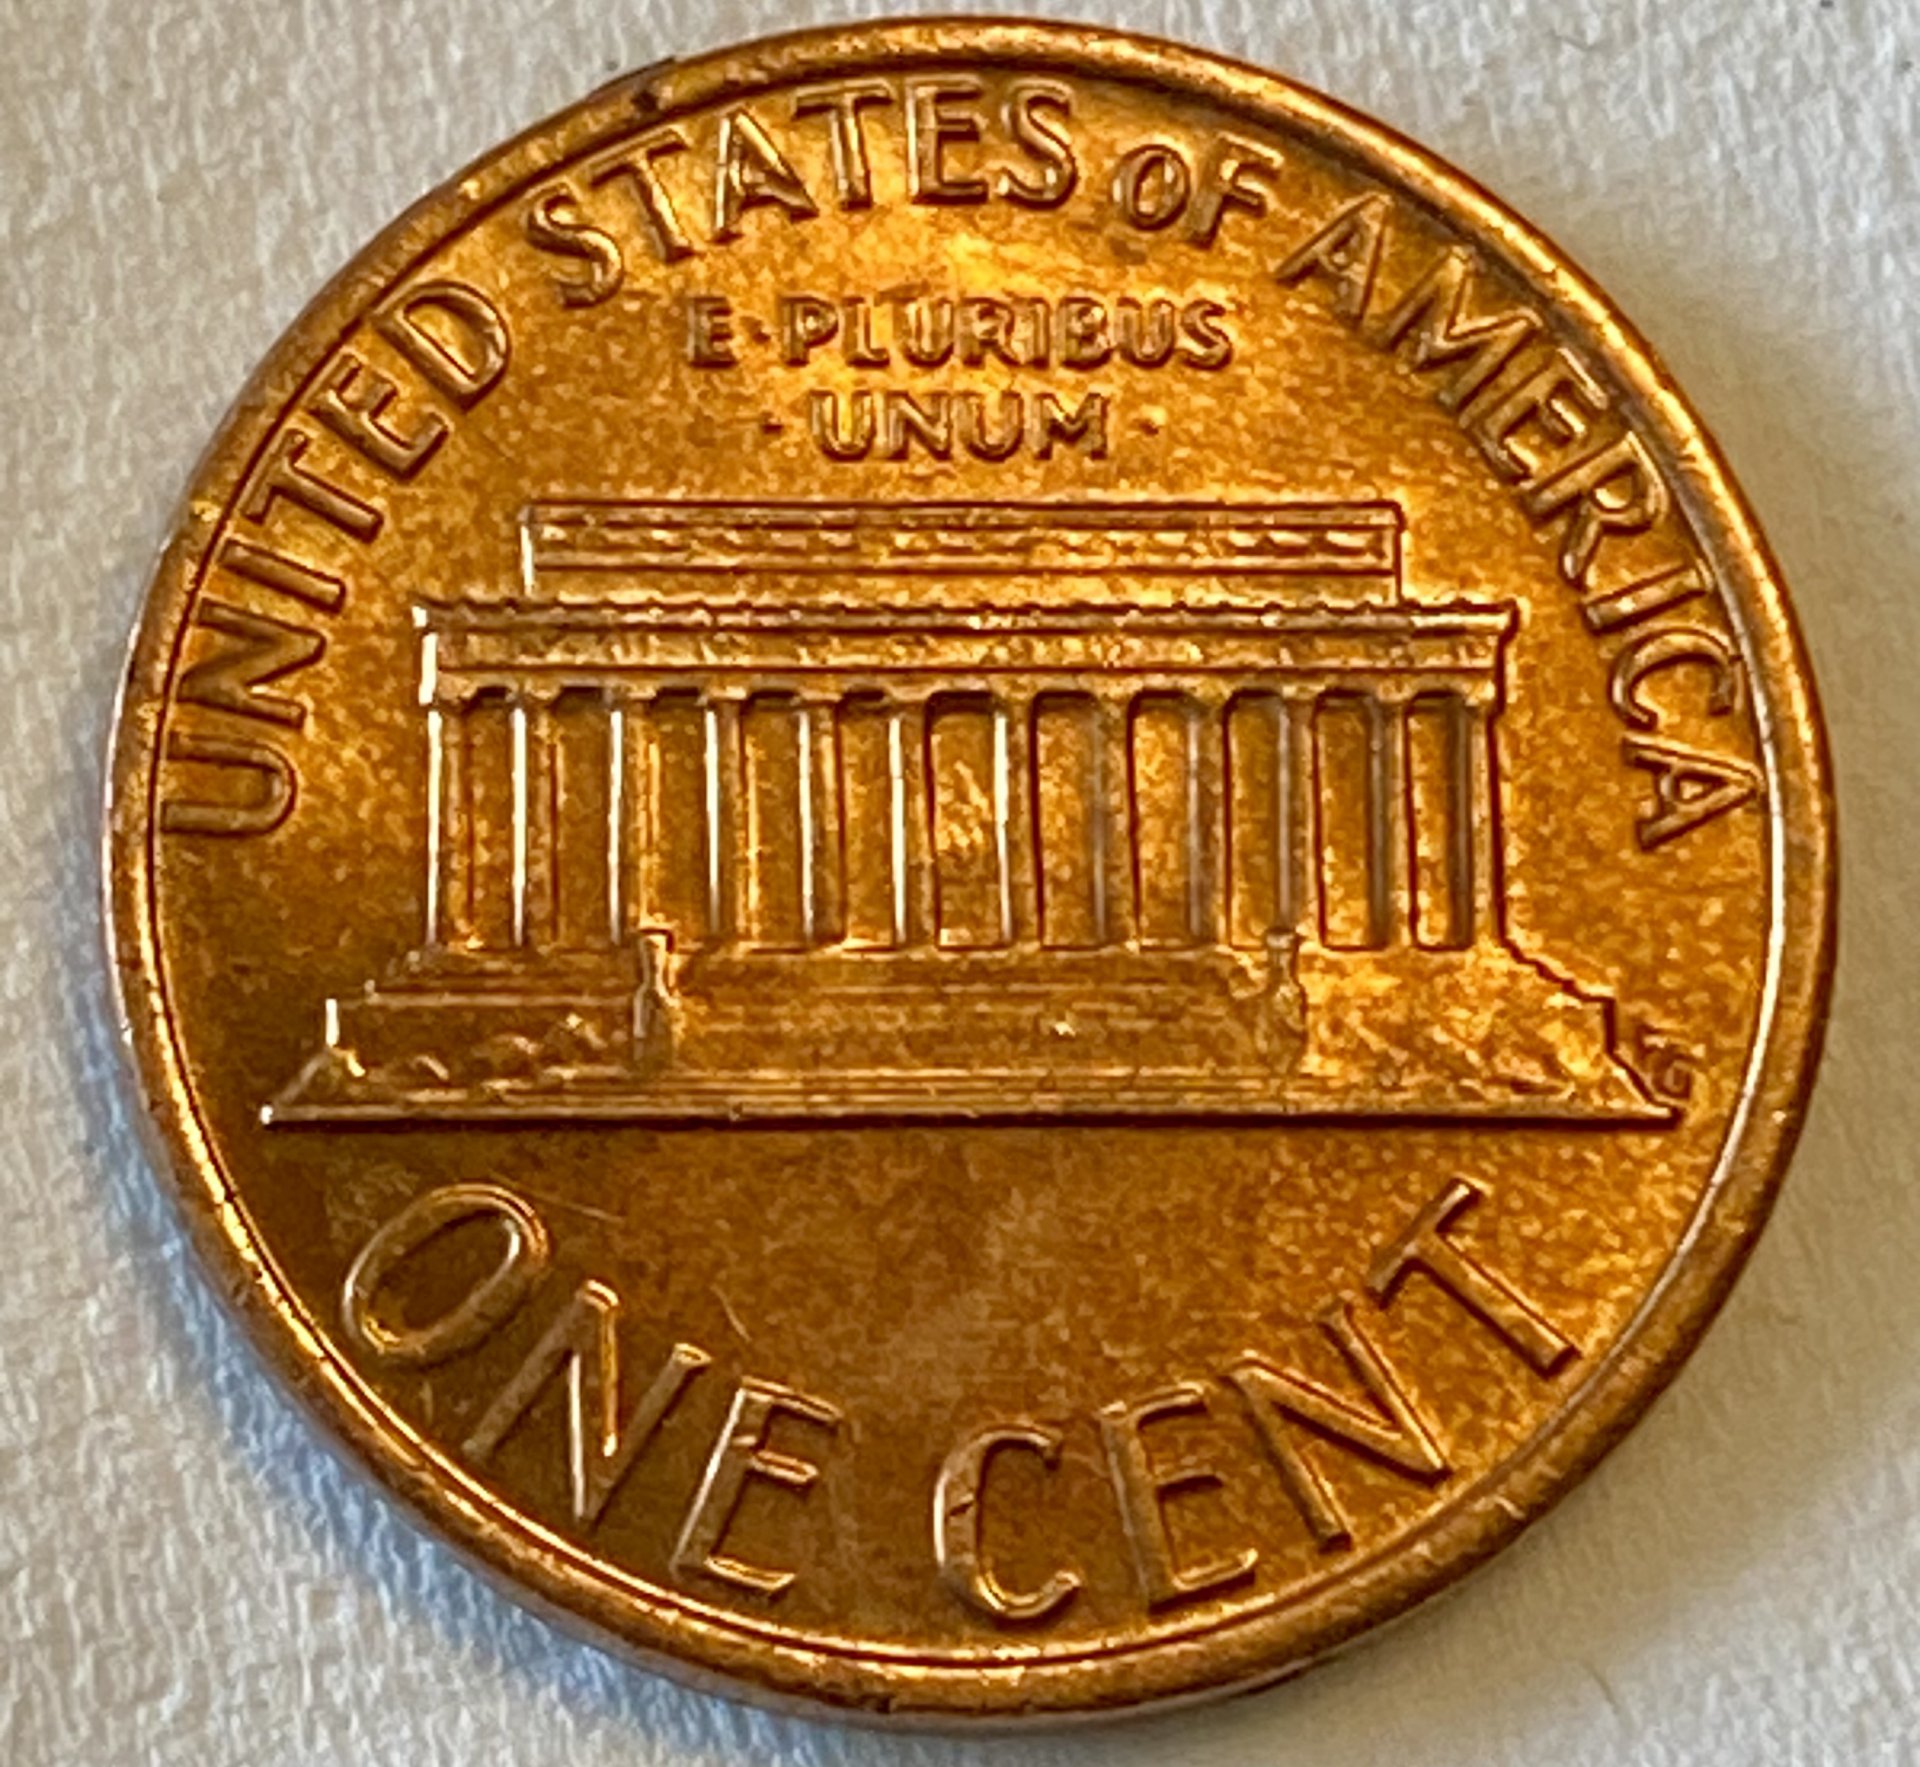 UNITED STATES OF AMERICA
E·PLURIBUS
·UNUM·
ONE CENT